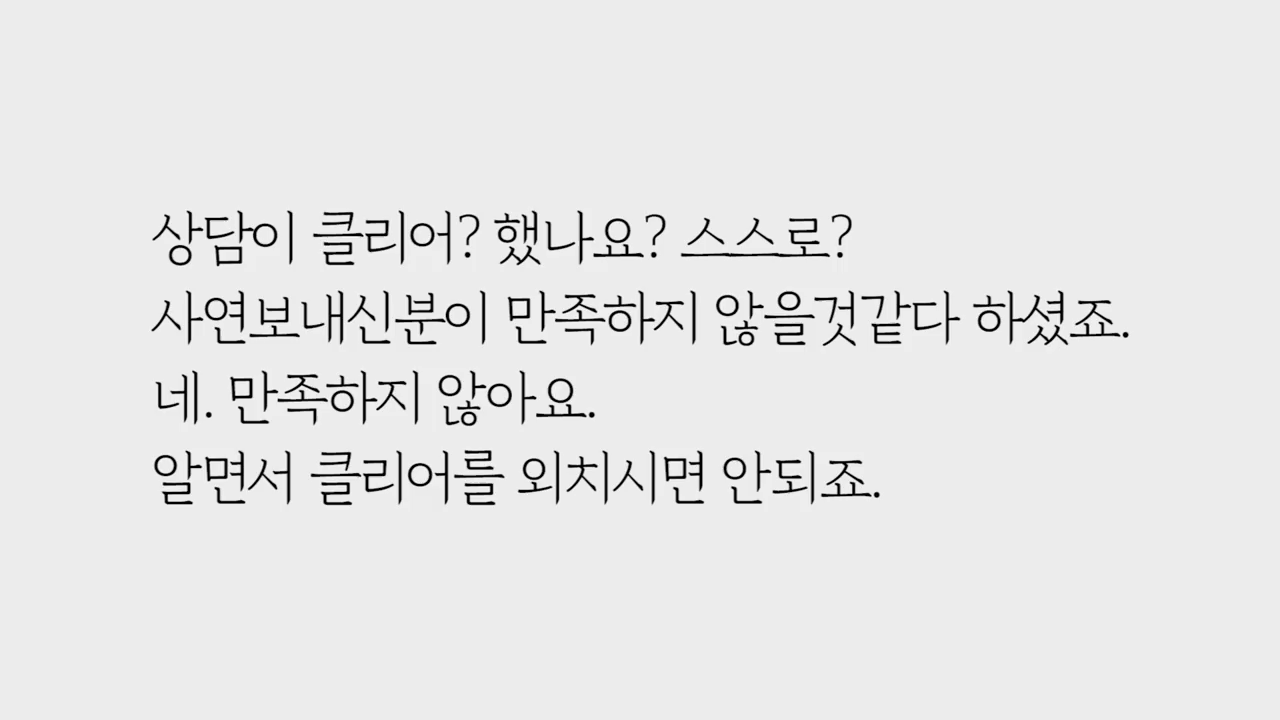 상담이 클리어? 했나요? 스스로?
사연보내신분이 만족하지 않을것같다 하셨죠.
네. 만족하지 않아요.
알면서 클리어를 외치시면 안되죠.